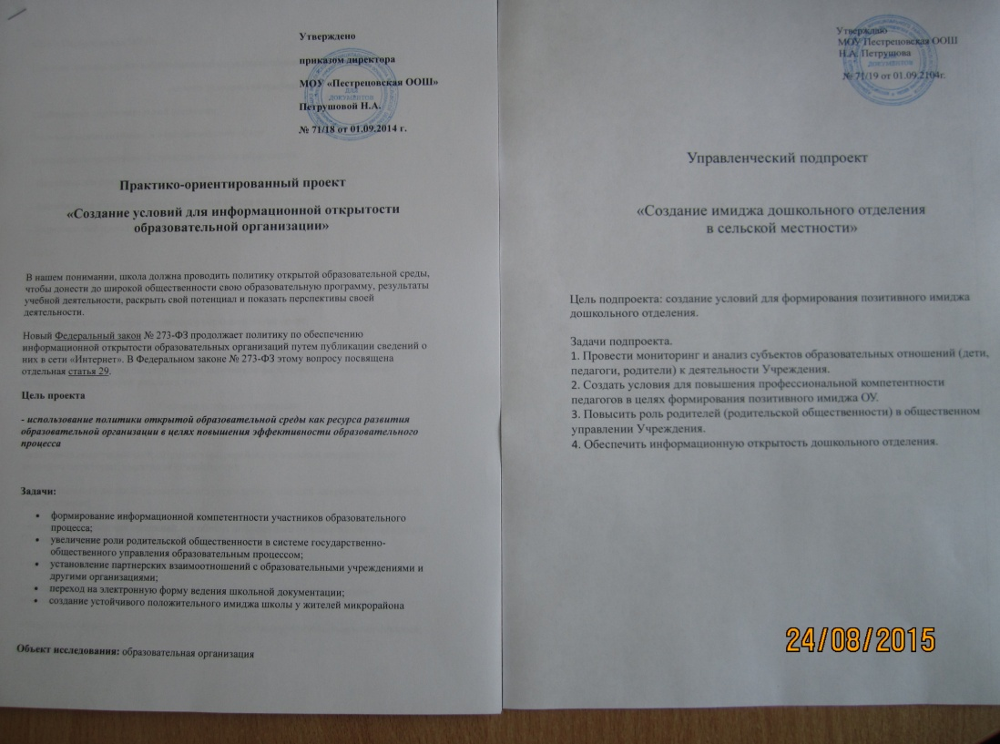 Утверждено
приказом директора
МОУ «Пестрецовская ООШ»
Петрушовой Н.А.
№ 71/18 от 01.09.2014 г.
ДЛЯ
ДОКУМЕНТОВ
Практико-ориентированный проект
«Создание условий для информационной открытости
образовательной организации»
В нашем понимании, школа должна проводить политику открытой образовательной среды,
чтобы донести до широкой общественности свою образовательную программу, результаты
учебной деятельности, раскрыть свой потенциал и показать перспективы своей
деятельности.
Новый Федеральный закон № 273-ФЗ продолжает политику по обеспечению
информационной открытости образовательных организаций путем публикации сведений о
них в сети «Интернет». В Федеральном законе № 273-ФЗ этому вопросу посвящена
отдельная статья 29.
Цель проекта
- использование политики открытой образовательной среды как ресурса развития
образовательной организации в целях повышения эффективности образовательного
процесса
Задачи:
• формирование информационной компетентности участников образовательного
процесса;
• увеличение роли родительской общественности в системе государственно-
общественного управления образовательным процессом;
• установление партнерских взаимоотношений с образовательными учреждениями и
другими организациями;
• переход на электронную форму ведения школьной документации;
• создание устойчивого положительного имиджа школы у жителей микрорайона
Объект исследования: образовательная организация
Утверждаю
МОУ Пестрецовская ООШ
Н.А. Петрушова
№ 71/19 от 01.09.2104г.
ДОКУМЕНТОВ
Управленческий подпроект
«Создание имиджа дошкольного отделения
в сельской местности»
Цель подпроекта: создание условий для формирования позитивного имиджа
дошкольного отделения.
Задачи подпроекта.
1. Провести мониторинг и анализ субъектов образовательных отношений (дети,
педагоги, родители) к деятельности Учреждения.
2. Создать условия для повышения профессиональной компетентности
педагогов в целях формирования позитивного имиджа ОУ.
3. Повысить роль родителей (родительской общественности) в общественном
управлении Учреждения.
4. Обеспечить информационную открытость дошкольного отделения.
24/08/2015